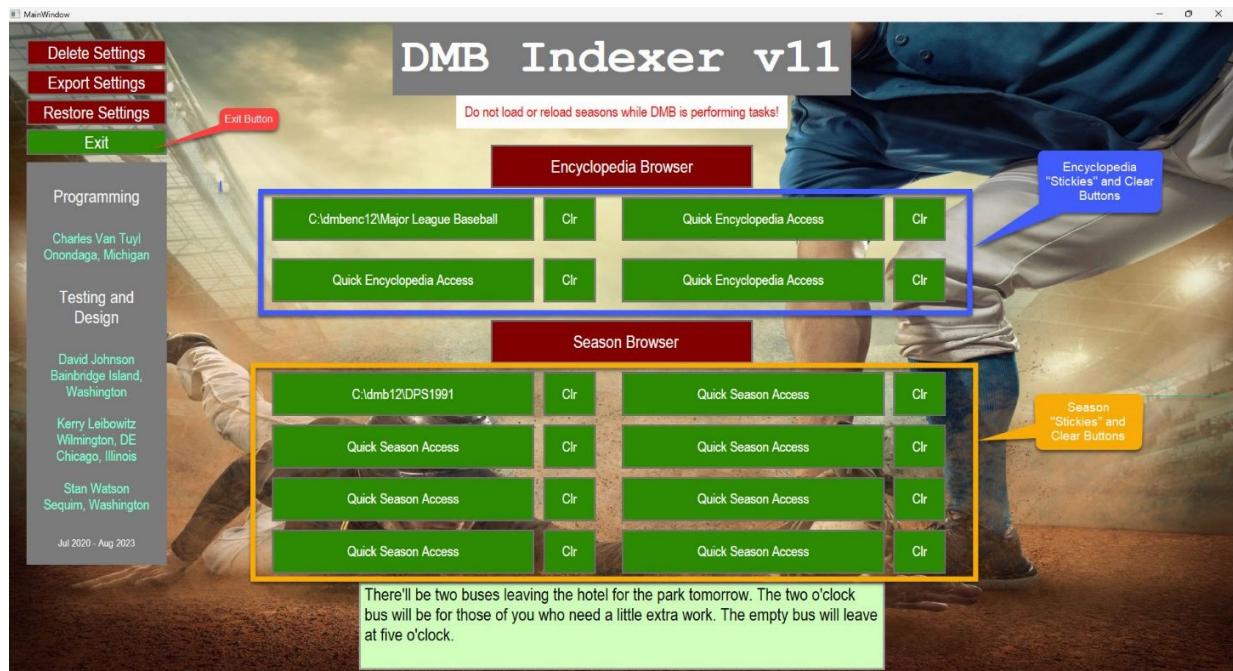 MainWindow
Delete Settings
Export Settings
Restore Settings
Exit
Exit Button
DMB Indexer v11
Do not load or reload seasons while DMB is performing tasks!
Programming
Charles Van Tuyl
Onondaga, Michigan
Testing and
Design
David Johnson
Bainbridge Island,
Washington
Kerry Leibowitz
Wilmington, DE
Chicago, Illinois
Stan Watson
Sequim, Washington
Jul 2020 - Aug 2023
Encyclopedia Browser
C:\dmbenc12\Major League Baseball Clr Quick Encyclopedia Access Clr
Quick Encyclopedia Access Clr Quick Encyclopedia Access Clr
Encyclopedia
"Stickies" and Clear
Buttons
Season Browser
C:\dmb12\DPS1991 Clr Quick Season Access Clr
Quick Season Access Clr Quick Season Access Clr
Quick Season Access Clr Quick Season Access Clr
Quick Season Access Clr Quick Season Access Clr
Season
"Stickies" and
Clear Buttons
There'll be two buses leaving the hotel for the park tomorrow. The two o'clock
bus will be for those of you who need a little extra work. The empty bus will leave
at five o'clock.